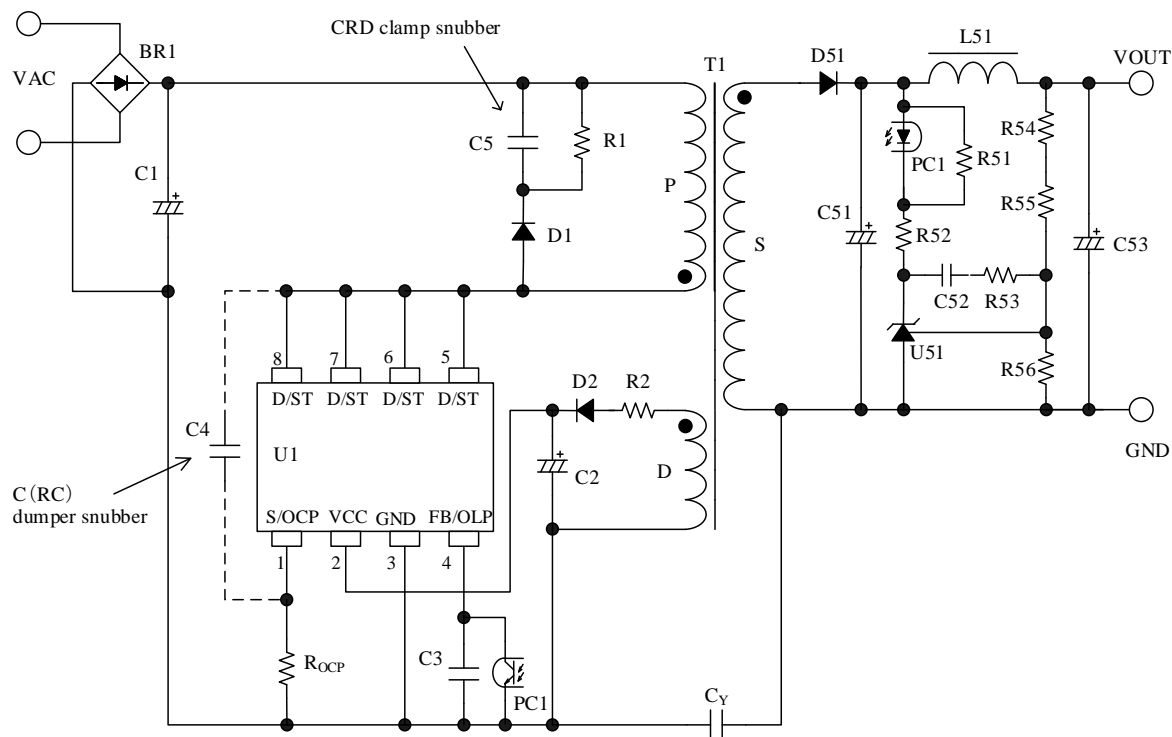 CRD clamp snubber
BR1
VAC
C1
C5
R1
D1
P
T1
S
D51
L51
VOUT
PC1
R51
R54
R55
C51
R52
C53
C52
R53
U51
R56
GND
8
7
6
5
D/ST
D/ST
D/ST
D/ST
C4
U1
D2
R2
C2
D
C(RC)
dumper snubber
S/OCP
VCC
GND
FB/OLP
1
2
3
4
ROCP
C3
PC1
CY